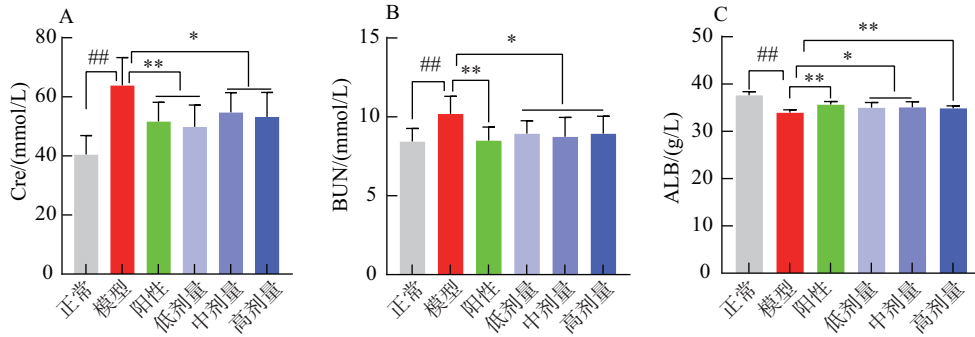 A
Cre/(mmol/L)
80
60
40
20
0
##
**
*
正常
模型
阳性
低剂量
中剂量
高剂量
B
BUN/(mmol/L)
15
10
5
0
##
**
*
正常
模型
阳性
低剂量
中剂量
高剂量
C
ALB/(g/L)
50
40
30
20
10
0
##
**
*
**
正常
模型
阳性
低剂量
中剂量
高剂量